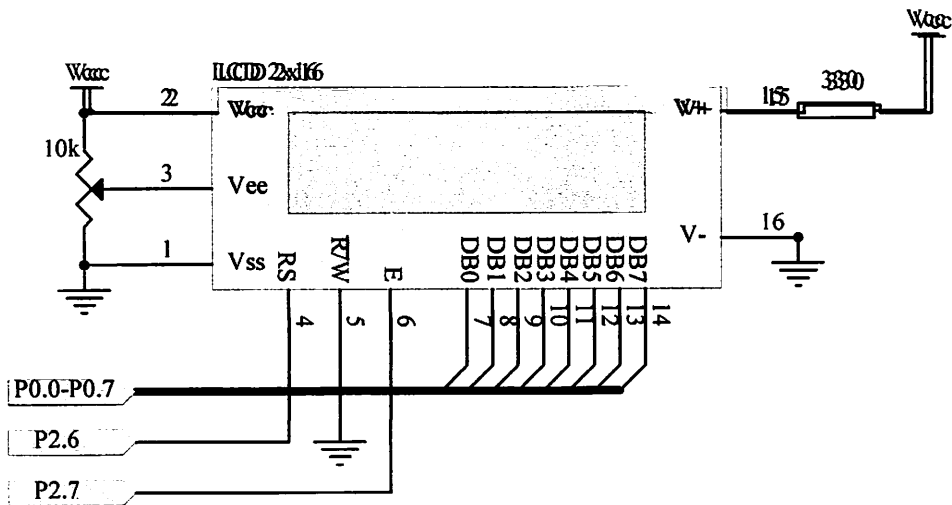 Vcc
Vcc
LCD 2x16
2
Vcc
V+
15
330
10k
3
Vee
1
Vss
V-
16
RS
R/W
E
DB0
DB1
DB2
DB3
DB4
DB5
DB6
DB7
4
5
6
7
8
9
10
11
12
13
14
P0.0-P0.7
P2.6
P2.7